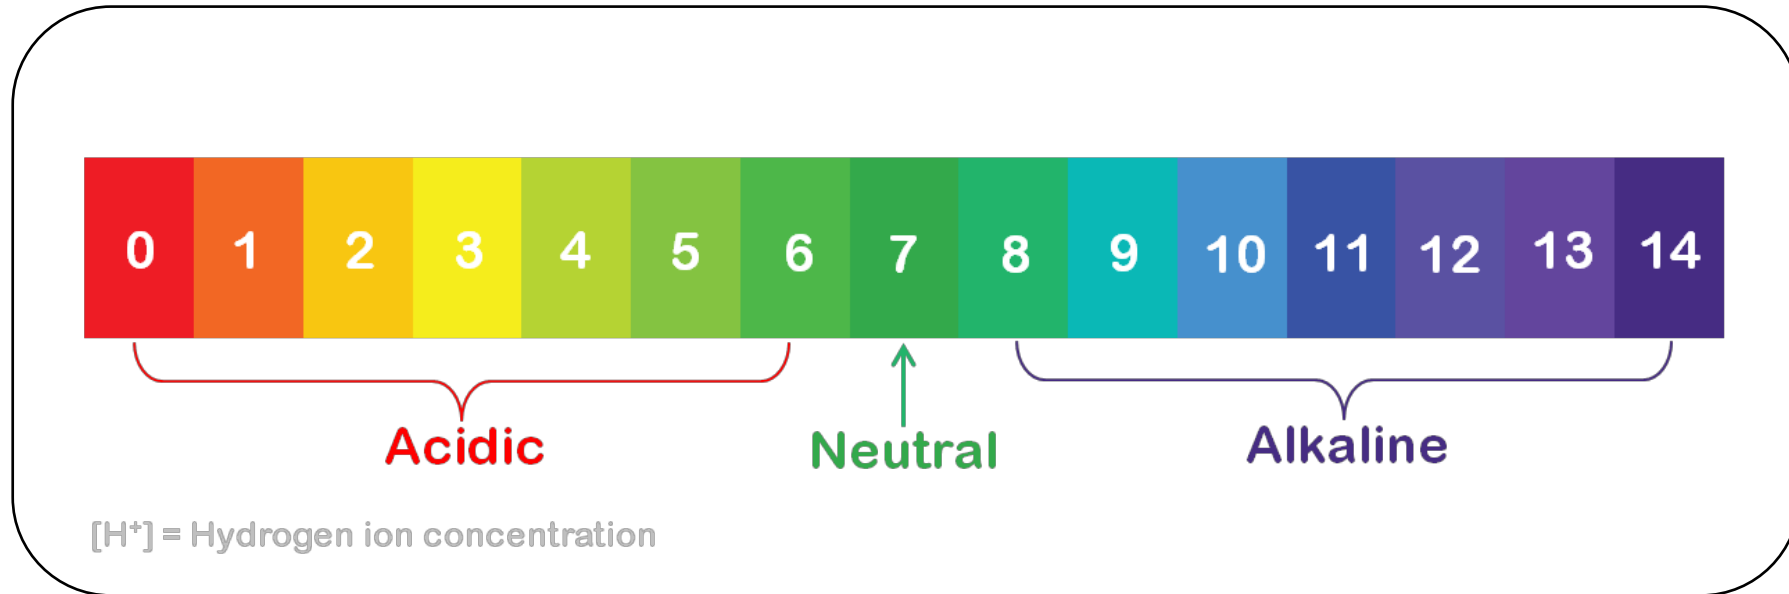 0 1 2 3 4 5 6 7 8 9 10 11 12 13 14
Acidic Neutral Alkaline
[H⁺] = Hydrogen ion concentration